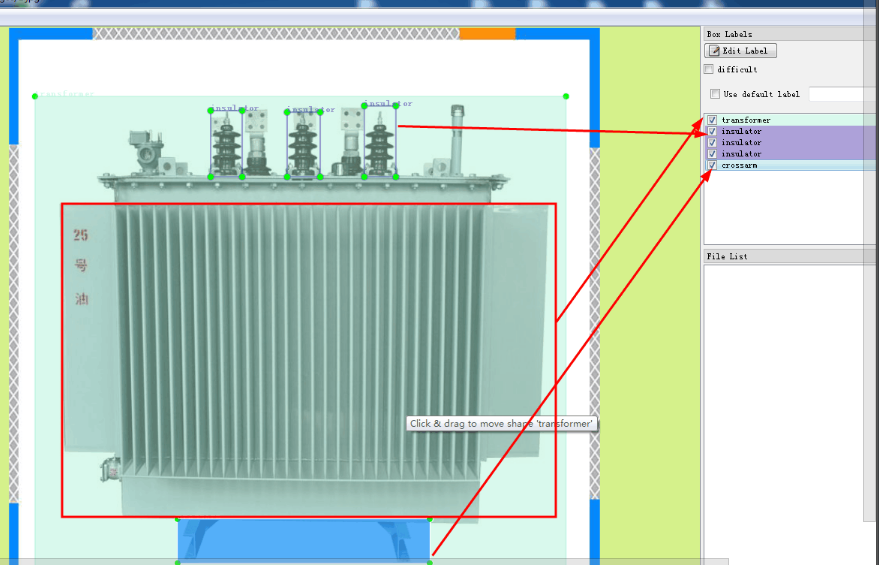 Box Labels
Edit Label
difficult
Use default label
transformer
insulator
insulator
insulator
crossarm
File List
transformer
insulator
insulator
insulator
25
号
油
Click & drag to move shape 'transformer'